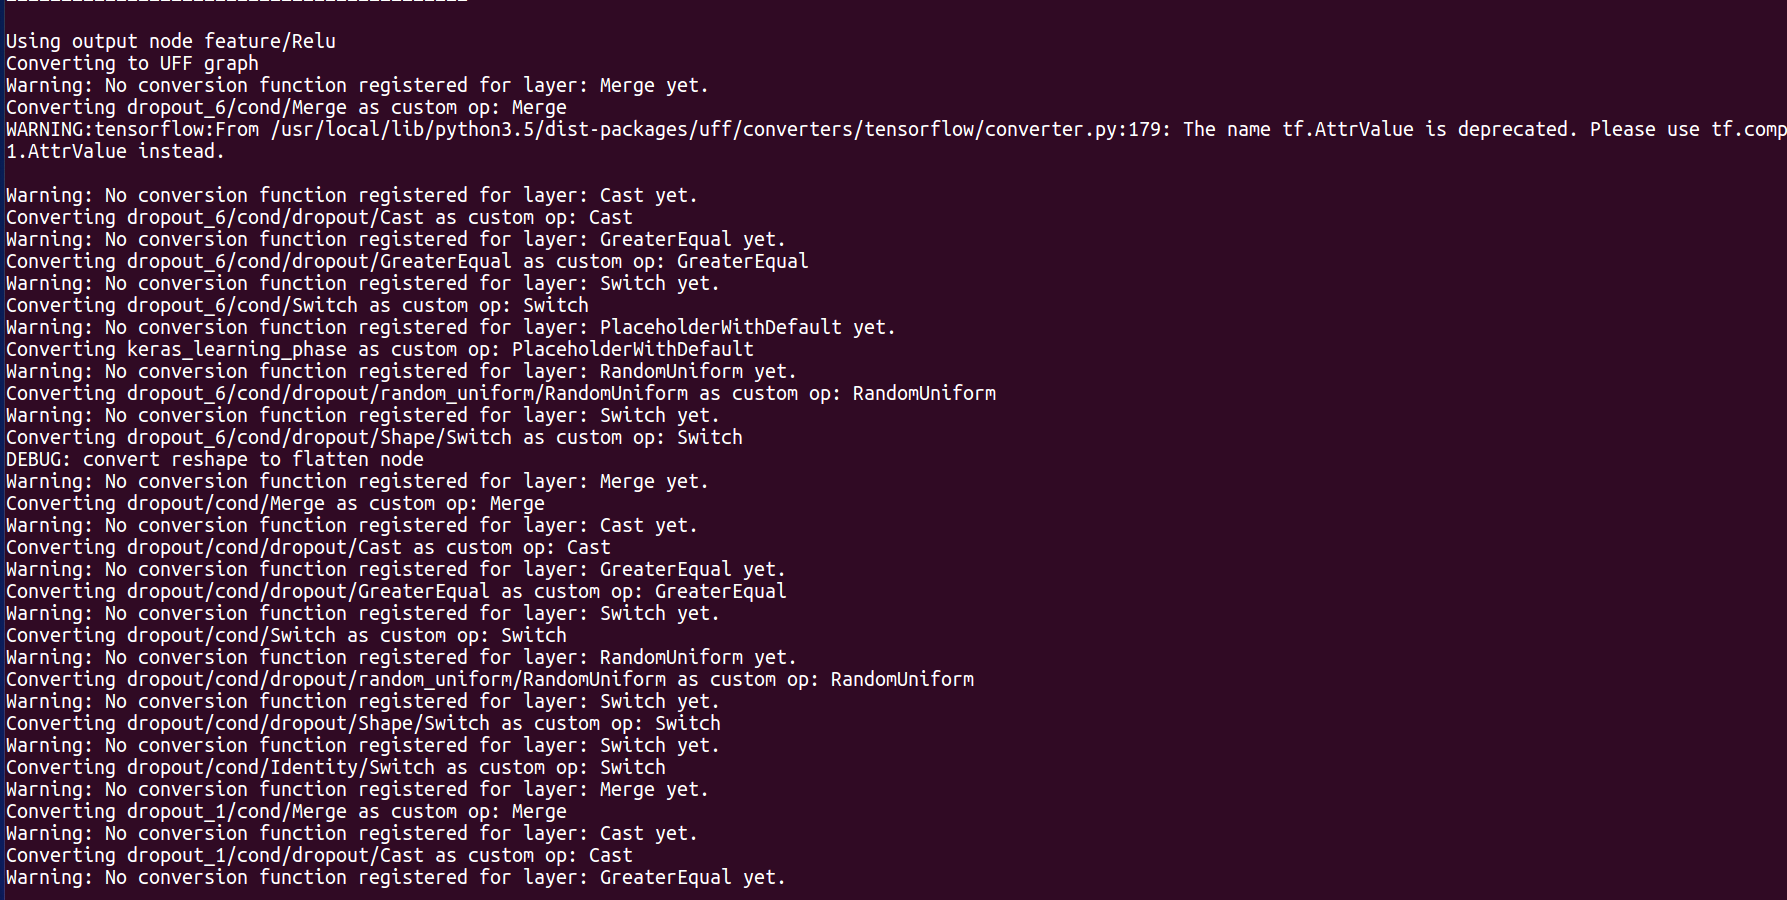 Using output node feature/Relu
Converting to UFF graph
Warning: No conversion function registered for layer: Merge yet.
Converting dropout_6/cond/Merge as custom op: Merge
WARNING:tensorflow:From /usr/local/lib/python3.5/dist-packages/uff/converters/tensorflow/converter.py:179: The name tf.AttrValue is deprecated. Please use tf.comp
1.AttrValue instead.
Warning: No conversion function registered for layer: Cast yet.
Converting dropout_6/cond/dropout/Cast as custom op: Cast
Warning: No conversion function registered for layer: GreaterEqual yet.
Converting dropout_6/cond/dropout/GreaterEqual as custom op: GreaterEqual
Warning: No conversion function registered for layer: Switch yet.
Converting dropout_6/cond/Switch as custom op: Switch
Warning: No conversion function registered for layer: PlaceholderWithDefault yet.
Converting keras_learning_phase as custom op: PlaceholderWithDefault
Warning: No conversion function registered for layer: RandomUniform yet.
Converting dropout_6/cond/dropout/random_uniform/RandomUniform as custom op: RandomUniform
Warning: No conversion function registered for layer: Switch yet.
Converting dropout_6/cond/dropout/Shape/Switch as custom op: Switch
DEBUG: convert reshape to flatten node
Warning: No conversion function registered for layer: Merge yet.
Converting dropout/cond/Merge as custom op: Merge
Warning: No conversion function registered for layer: Cast yet.
Converting dropout/cond/dropout/Cast as custom op: Cast
Warning: No conversion function registered for layer: GreaterEqual yet.
Converting dropout/cond/dropout/GreaterEqual as custom op: GreaterEqual
Warning: No conversion function registered for layer: Switch yet.
Converting dropout/cond/Switch as custom op: Switch
Warning: No conversion function registered for layer: RandomUniform yet.
Converting dropout/cond/dropout/random_uniform/RandomUniform as custom op: RandomUniform
Warning: No conversion function registered for layer: Switch yet.
Converting dropout/cond/dropout/Shape/Switch as custom op: Switch
Warning: No conversion function registered for layer: Switch yet.
Converting dropout/cond/Identity/Switch as custom op: Switch
Warning: No conversion function registered for layer: Merge yet.
Converting dropout_1/cond/Merge as custom op: Merge
Warning: No conversion function registered for layer: Cast yet.
Converting dropout_1/cond/dropout/Cast as custom op: Cast
Warning: No conversion function registered for layer: GreaterEqual yet.